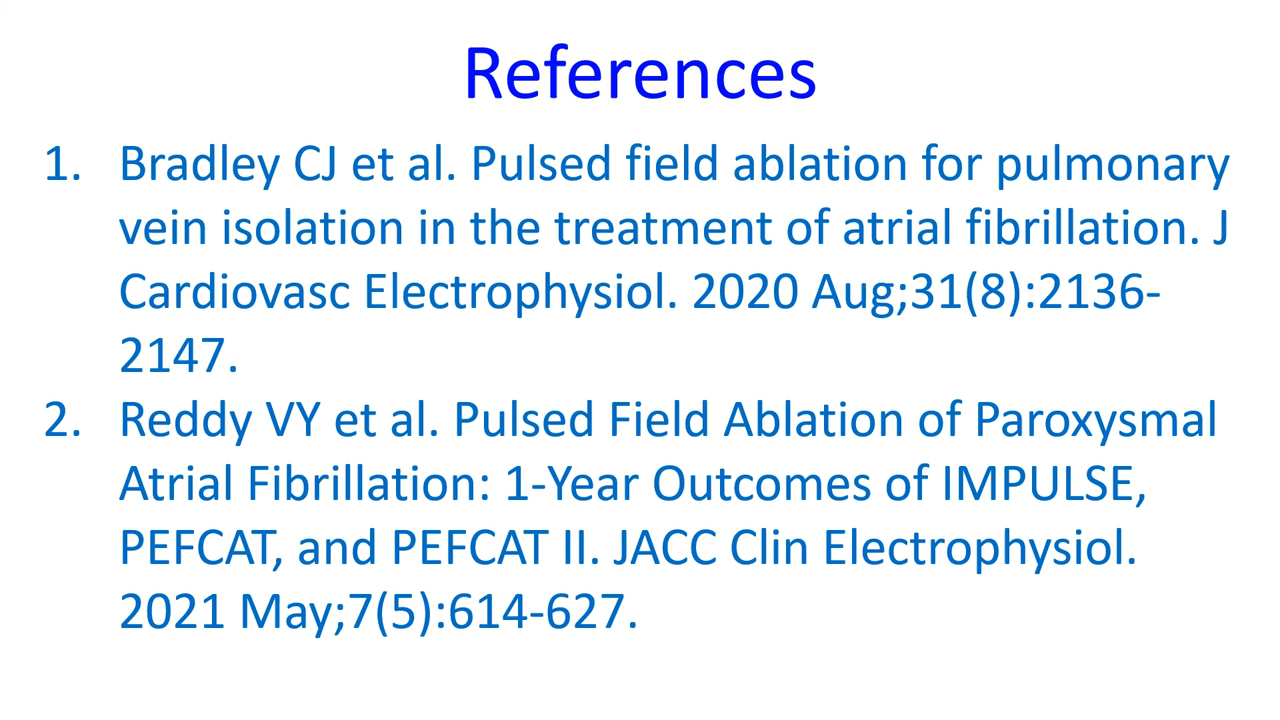 References
1. Bradley CJ et al. Pulsed field ablation for pulmonary
vein isolation in the treatment of atrial fibrillation. J
Cardiovasc Electrophysiol. 2020 Aug;31(8):2136-
2147.
2. Reddy VY et al. Pulsed Field Ablation of Paroxysmal
Atrial Fibrillation: 1-Year Outcomes of IMPULSE,
PEFCAT, and PEFCAT II. JACC Clin Electrophysiol.
2021 May;7(5):614-627.